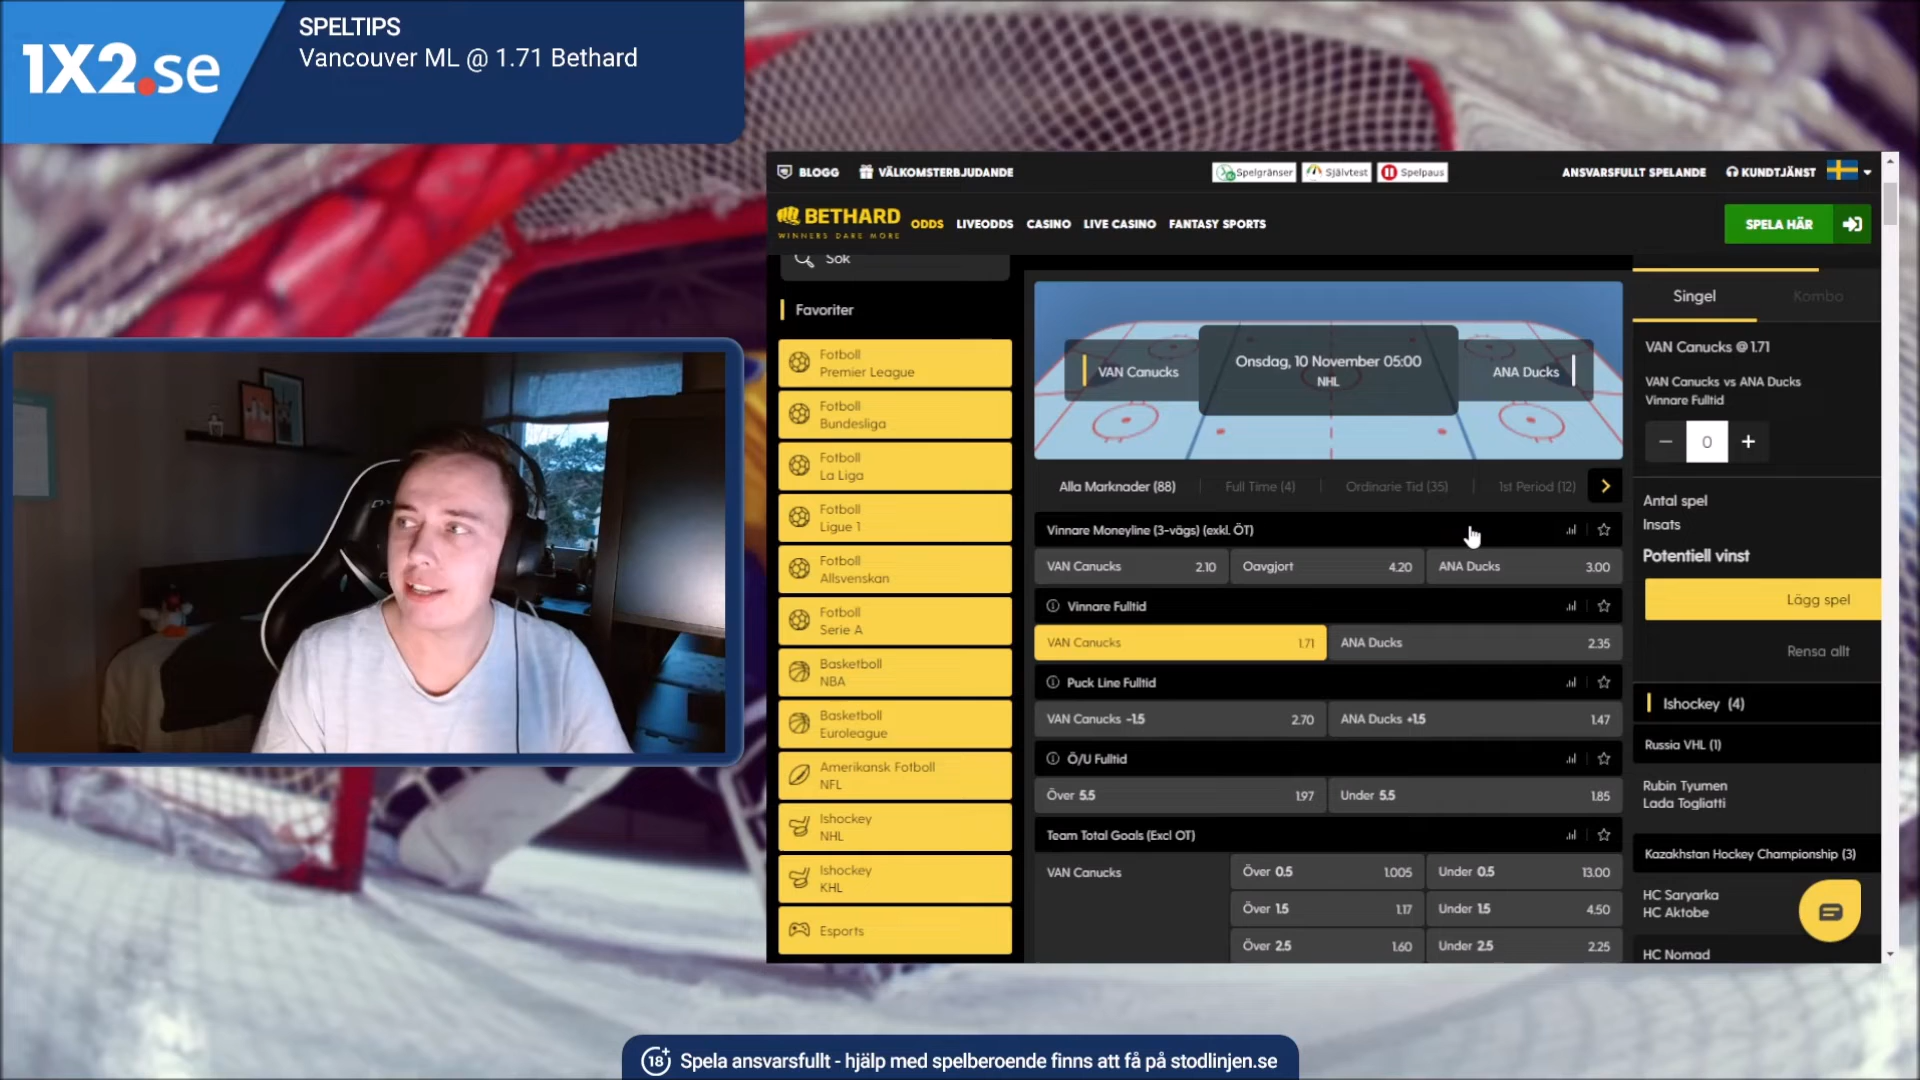 1X2.se
SPELTIPS
Vancouver ML @ 1.71 Bethard
BLOGG
VÄLKOMSTERBJUDANDE
Spelgränser
Självtest
Spelpaus
ANSVARSFULLT SPELANDE
KUNDTJÄNST
BETHARD
WINNERS DARE MORE
ODDS
LIVEODDS
CASINO
LIVE CASINO
FANTASY SPORTS
SPELA HÄR
Sök
Favoriter
Fotboll
Premier League
Fotboll
Bundesliga
Fotboll
La Liga
Fotboll
Ligue 1
Fotboll
Allsvenskan
Fotboll
Serie A
Basketboll
NBA
Basketboll
Euroleague
Amerikansk Fotboll
NFL
Ishockey
NHL
Ishockey
KHL
Esports
VAN Canucks
Onsdag, 10 November 05:00
NHL
ANA Ducks
Alla Marknader (88)
Full Time (4)
Ordinarie Tid (35)
1st Period (12)
Vinnare Moneyline (3-vägs) (exkl. ÖT)
VAN Canucks 2.10
Oavgjort 4.20
ANA Ducks 3.00
Vinnare Fulltid
VAN Canucks 1.71
ANA Ducks 2.35
Puck Line Fulltid
VAN Canucks -1.5 2.70
ANA Ducks +1.5 1.47
Ö/U Fulltid
Över 5.5 1.97
Under 5.5 1.85
Team Total Goals (Excl OT)
VAN Canucks
Över 0.5 1.005
Under 0.5 13.00
Över 1.5 1.17
Under 1.5 4.50
Över 2.5 1.60
Under 2.5 2.25
Singel
Kombo
VAN Canucks @ 1.71
VAN Canucks vs ANA Ducks
Vinnare Fulltid
0
Antal spel
Insats
Potentiell vinst
Lägg spel
Rensa allt
Ishockey (4)
Russia VHL (1)
Rubin Tyumen
Lada Togliatti
Kazakhstan Hockey Championship (3)
HC Saryarka
HC Aktobe
HC Nomad
18+ Spela ansvarsfullt - hjälp med spelberoende finns att få på stodlinjen.se